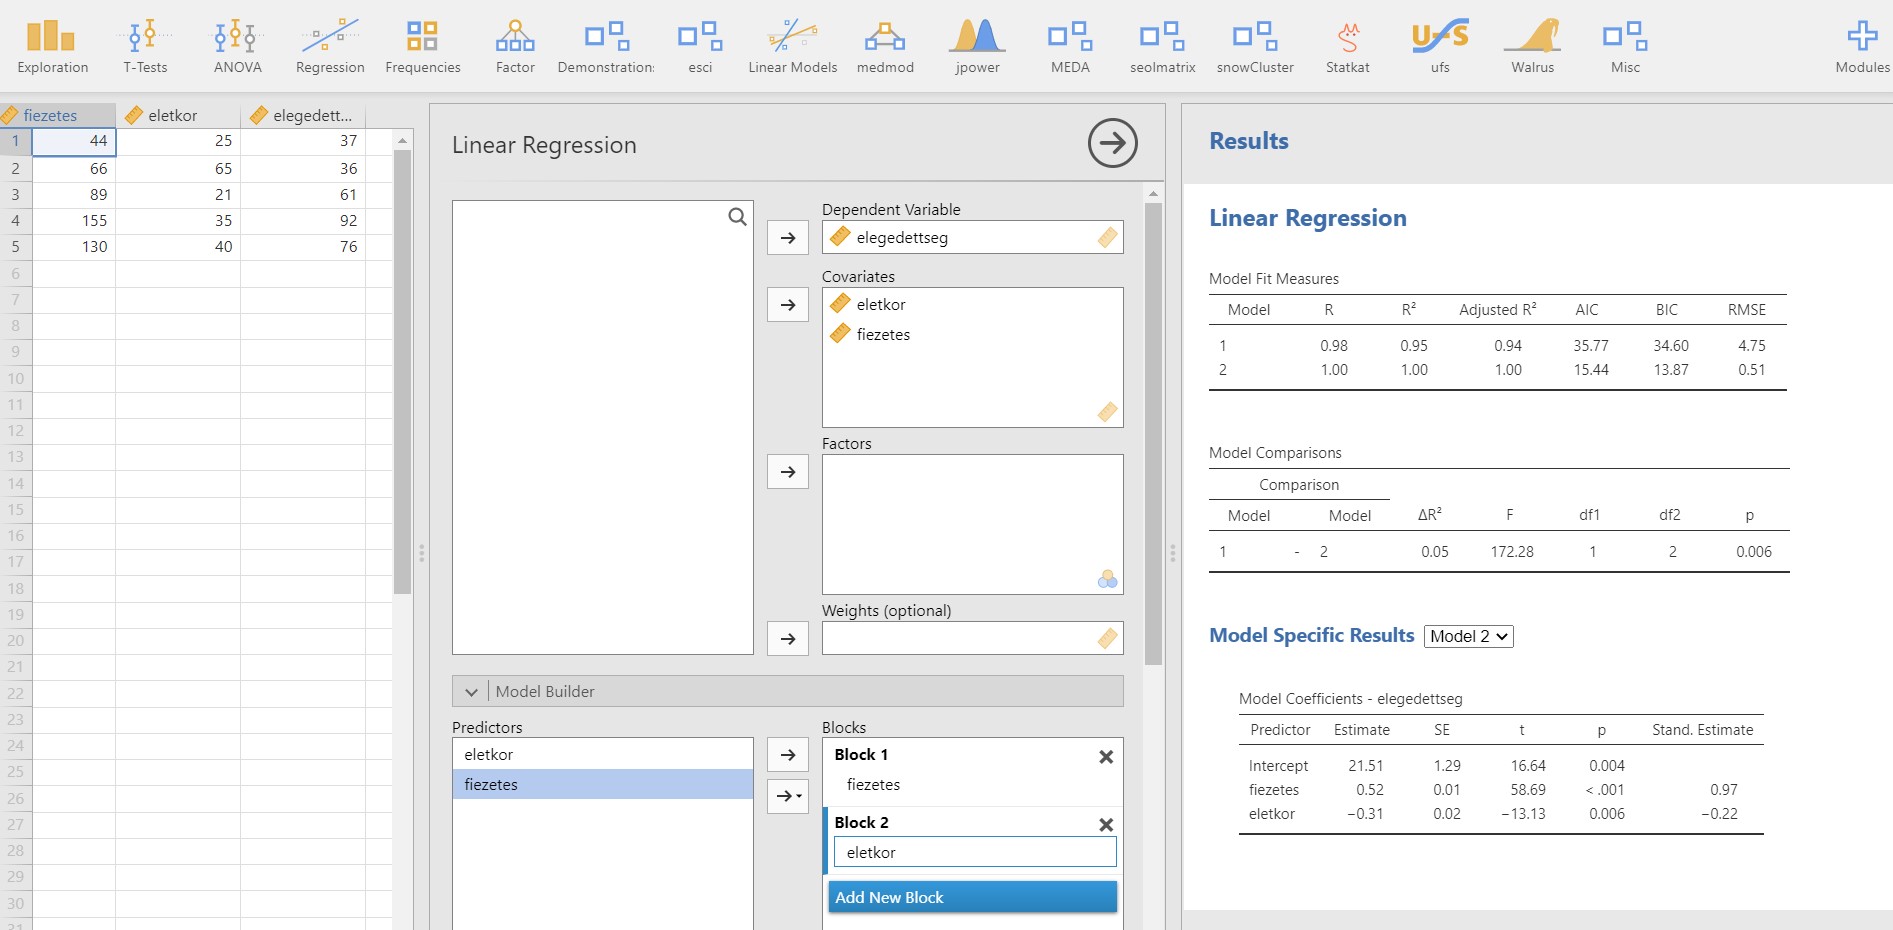 Exploration
T-Tests
ANOVA
Regression
Frequencies
Factor
Demonstrations
esci
Linear Models
medmod
jpower
MEDA
seolmatrix
snowCluster
Statkat
ufs
Walrus
Misc
Modules
fiezetes eletkor elegedett...
1 44 25 37
2 66 65 36
3 89 21 61
4 155 35 92
5 130 40 76
6
7
8
9
10
11
12
13
14
15
16
17
18
19
20
21
22
23
24
25
26
27
28
29
30
Linear Regression
Dependent Variable
elegedettseg
Covariates
eletkor
fiezetes
Factors
Weights (optional)
Model Builder
Predictors
eletkor
fiezetes
Blocks
Block 1
fiezetes
Block 2
eletkor
Add New Block
Results
Linear Regression
Model Fit Measures
Model R R² Adjusted R² AIC BIC RMSE
1 0.98 0.95 0.94 35.77 34.60 4.75
2 1.00 1.00 1.00 15.44 13.87 0.51
Model Comparisons
Comparison
Model Model ΔR² F df1 df2 p
1 - 2 0.05 172.28 1 2 0.006
Model Specific Results Model 2
Model Coefficients - elegedettseg
Predictor Estimate SE t p Stand. Estimate
Intercept 21.51 1.29 16.64 0.004
fiezetes 0.52 0.01 58.69 < .001 0.97
eletkor −0.31 0.02 −13.13 0.006 −0.22